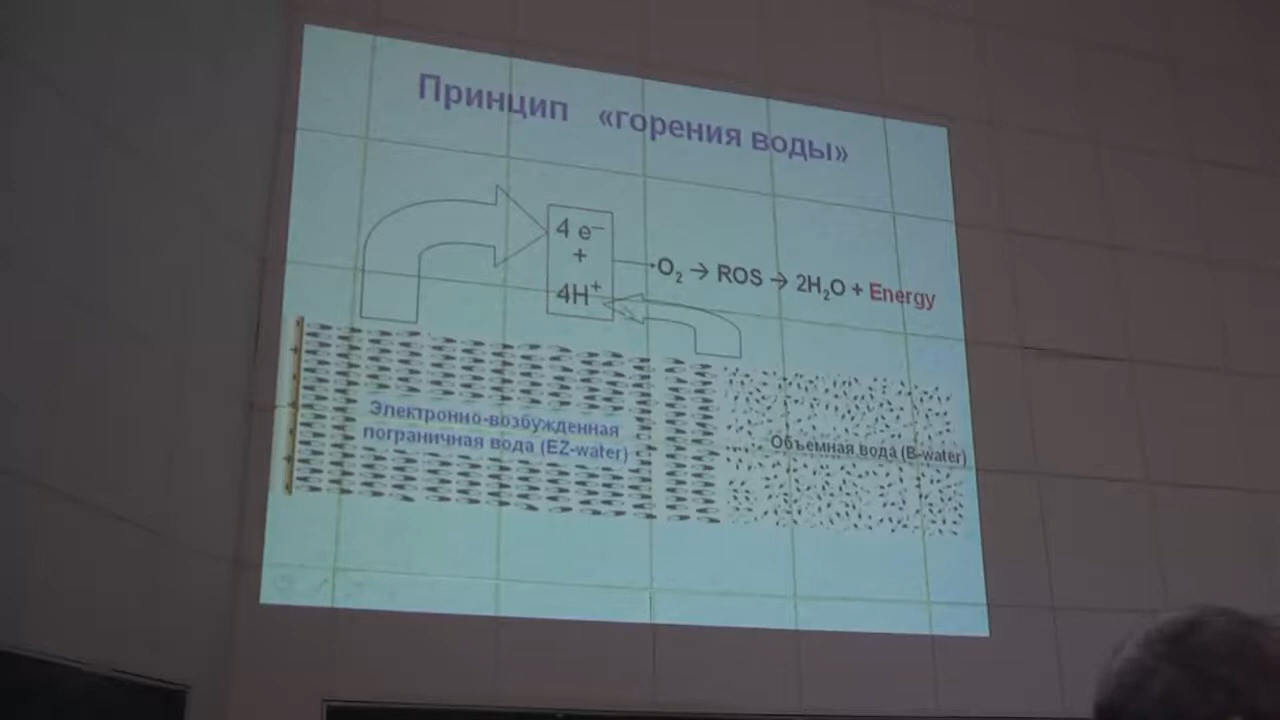 Принцип «горения воды»
4 e⁻
+
4H⁺
O₂ → ROS → 2H₂O + Energy
Электронно-возбужденная
пограничная вода (EZ-water)
Объемная вода (B-water)